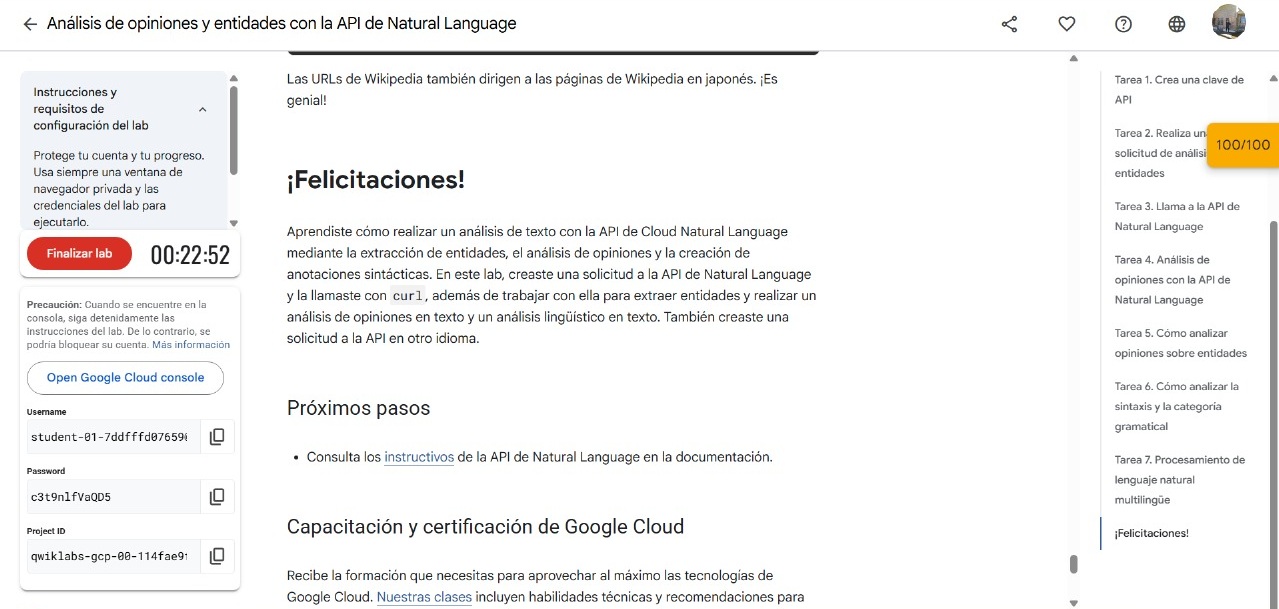 Análisis de opiniones y entidades con la API de Natural Language
Instrucciones y
requisitos de
configuración del lab
Protege tu cuenta y tu progreso.
Usa siempre una ventana de
navegador privada y las
credenciales del lab para
ejecutarlo.
Finalizar lab
00:22:52
Precaución: Cuando se encuentre en la
consola, siga detenidamente las
instrucciones del lab. De lo contrario, se
podría bloquear su cuenta. Más información
Open Google Cloud console
Username
student-01-7ddfffd07659
Password
c3t9nlfVaQD5
Project ID
qwiklabs-gcp-00-114fae9
Las URLs de Wikipedia también dirigen a las páginas de Wikipedia en japonés. ¡Es
genial!
¡Felicitaciones!
Aprendiste cómo realizar un análisis de texto con la API de Cloud Natural Language
mediante la extracción de entidades, el análisis de opiniones y la creación de
anotaciones sintácticas. En este lab, creaste una solicitud a la API de Natural Language
y la llamaste con curl, además de trabajar con ella para extraer entidades y realizar un
análisis de opiniones en texto y un análisis lingüístico en texto. También creaste una
solicitud a la API en otro idioma.
Próximos pasos
• Consulta los instructivos de la API de Natural Language en la documentación.
Capacitación y certificación de Google Cloud
Recibe la formación que necesitas para aprovechar al máximo las tecnologías de
Google Cloud. Nuestras clases incluyen habilidades técnicas y recomendaciones para
Tarea 1. Crea una clave de
API
Tarea 2. Realiza
solicitud de
entidades
100/100
Tarea 3. Llama a la API de
Natural Language
Tarea 4. Análisis de
opiniones con la API de
Natural Language
Tarea 5. Cómo analizar
opiniones sobre entidades
Tarea 6. Cómo analizar la
sintaxis y la categoría
gramatical
Tarea 7. Procesamiento de
lenguaje natural
multilingüe
¡Felicitaciones!